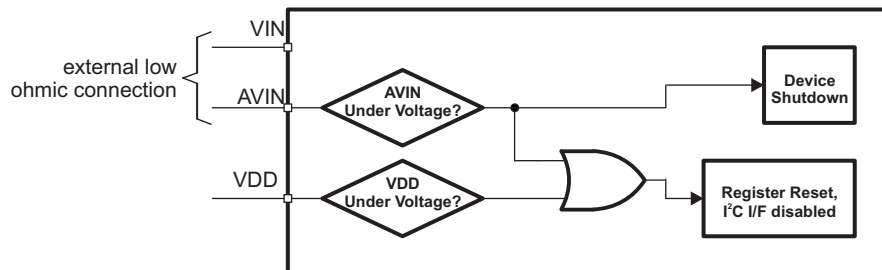 VIN
external low
ohmic connection
AVIN
AVIN
Under Voltage?
Device
Shutdown
VDD
VDD
Under Voltage?
Register Reset,
I²C I/F disabled